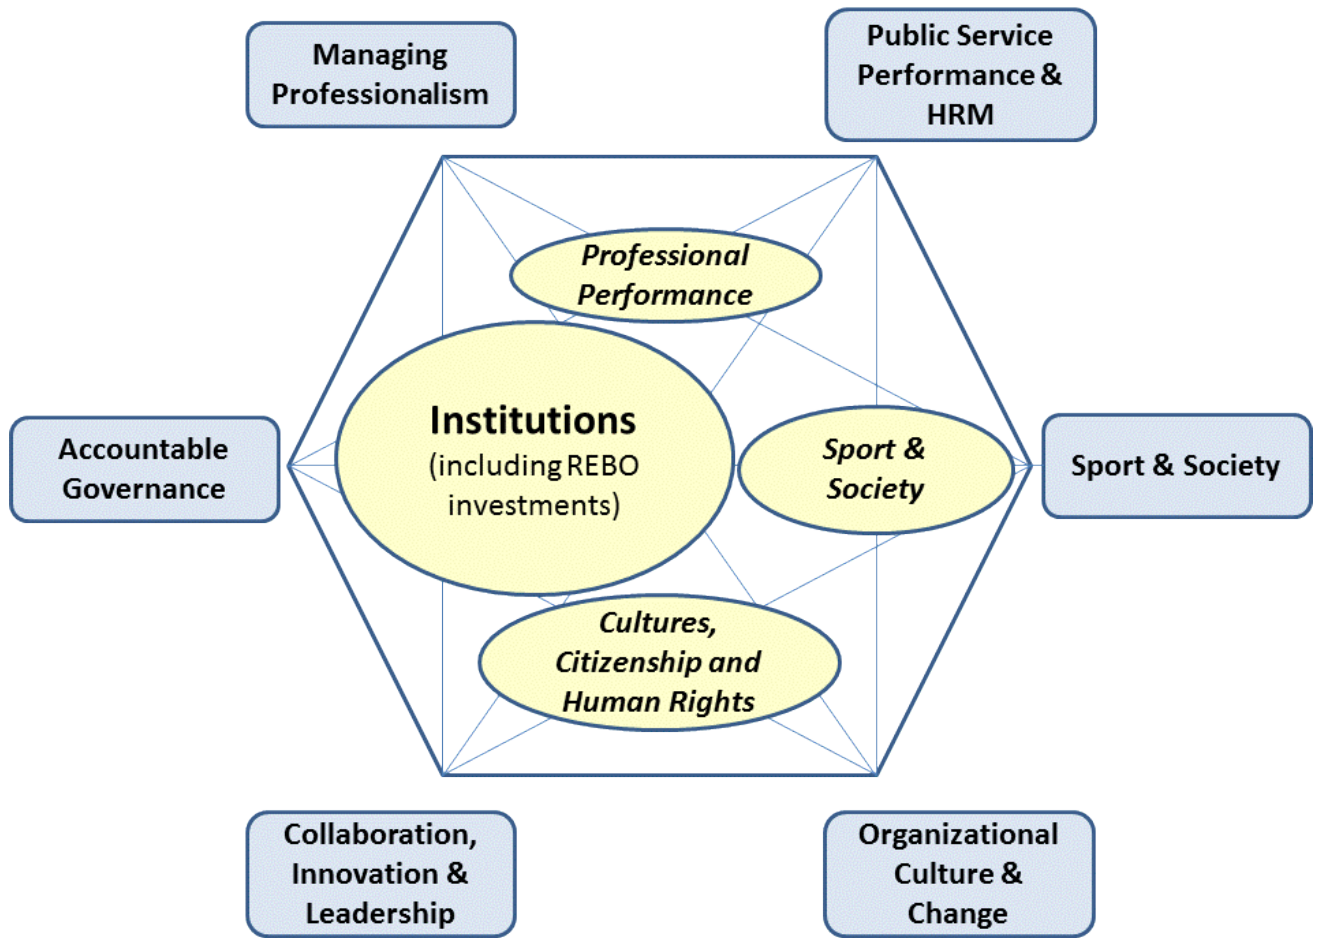 Managing
Professionalism
Public Service
Performance &
HRM
Professional
Performance
Institutions
(including REBO
investments)
Sport &
Society
Accountable
Governance
Sport & Society
Cultures,
Citizenship and
Human Rights
Collaboration,
Innovation &
Leadership
Organizational
Culture &
Change